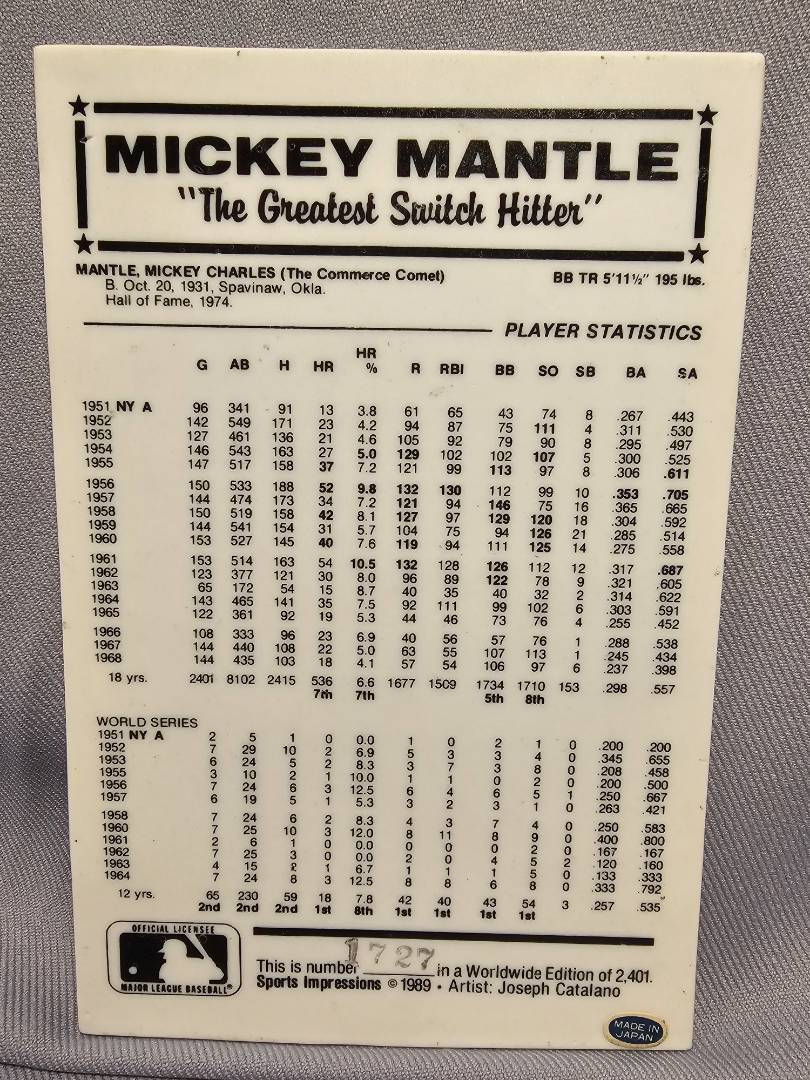 MICKEY MANTLE
"The Greatest Switch Hitter"
MANTLE, MICKEY CHARLES (The Commerce Comet) BB TR 5'11½" 195 lbs.
B. Oct. 20, 1931, Spavinaw, Okla.
Hall of Fame, 1974.
PLAYER STATISTICS
G AB H HR HR % R RBI BB SO SB BA SA
1951 NY A 96 341 91 13 3.8 61 65 43 74 8 .267 .443
1952 142 549 171 23 4.2 94 87 75 111 4 .311 .530
1953 127 461 136 21 4.6 105 92 79 90 8 .295 .497
1954 146 543 163 27 5.0 129 102 102 107 5 .300 .525
1955 147 517 158 37 7.2 121 99 113 97 8 .306 .611
1956 150 533 188 52 9.8 132 130 112 99 10 .353 .705
1957 144 474 173 34 7.2 121 94 146 75 16 .365 .665
1958 150 519 158 42 8.1 127 97 129 120 18 .304 .592
1959 144 541 154 31 5.7 104 75 94 126 21 .285 .514
1960 153 527 145 40 7.6 119 94 111 125 14 .275 .558
1961 153 514 163 54 10.5 132 128 126 112 12 .317 .687
1962 123 377 121 30 8.0 96 89 122 78 9 .321 .605
1963 65 172 54 15 8.7 40 35 40 32 2 .314 .622
1964 143 465 141 35 7.5 92 111 99 102 6 .303 .591
1965 122 361 92 19 5.3 44 46 73 76 4 .255 .452
1966 108 333 96 23 6.9 40 56 57 76 1 .288 .538
1967 144 440 108 22 5.0 63 55 107 113 1 .245 .434
1968 144 435 103 18 4.1 57 54 106 97 6 .237 .398
18 yrs. 2401 8102 2415 536 6.6 1677 1509 1734 1710 153 .298 .557
7th 7th 5th 8th
WORLD SERIES
1951 NY A 2 5 1 0 0.0 1 0 2 1 0 .200 .200
1952 7 29 10 2 6.9 5 3 3 4 0 .345 .655
1953 6 24 5 2 8.3 3 7 3 8 0 .208 .458
1955 3 10 2 1 10.0 1 1 0 2 0 .200 .500
1956 7 24 6 3 12.5 6 4 6 5 1 .250 .667
1957 6 19 5 1 5.3 3 2 3 1 0 .263 .421
1958 7 24 6 2 8.3 4 3 7 4 0 .250 .583
1960 7 25 10 3 12.0 8 11 8 9 0 .400 .800
1961 2 6 1 0 0.0 0 0 0 2 0 .167 .167
1962 7 25 3 0 0.0 2 0 4 5 2 .120 .160
1963 4 15 2 1 6.7 1 1 1 5 0 .133 .333
1964 7 24 8 3 12.5 8 8 6 8 0 .333 .792
12 yrs. 65 230 59 18 7.8 42 40 43 54 3 .257 .535
2nd 2nd 2nd 1st 8th 1st 1st 1st 1st
OFFICIAL LICENSEE
MAJOR LEAGUE BASEBALL®
This is number 1727 in a Worldwide Edition of 2,401.
Sports Impressions © 1989 • Artist: Joseph Catalano
MADE IN
JAPAN